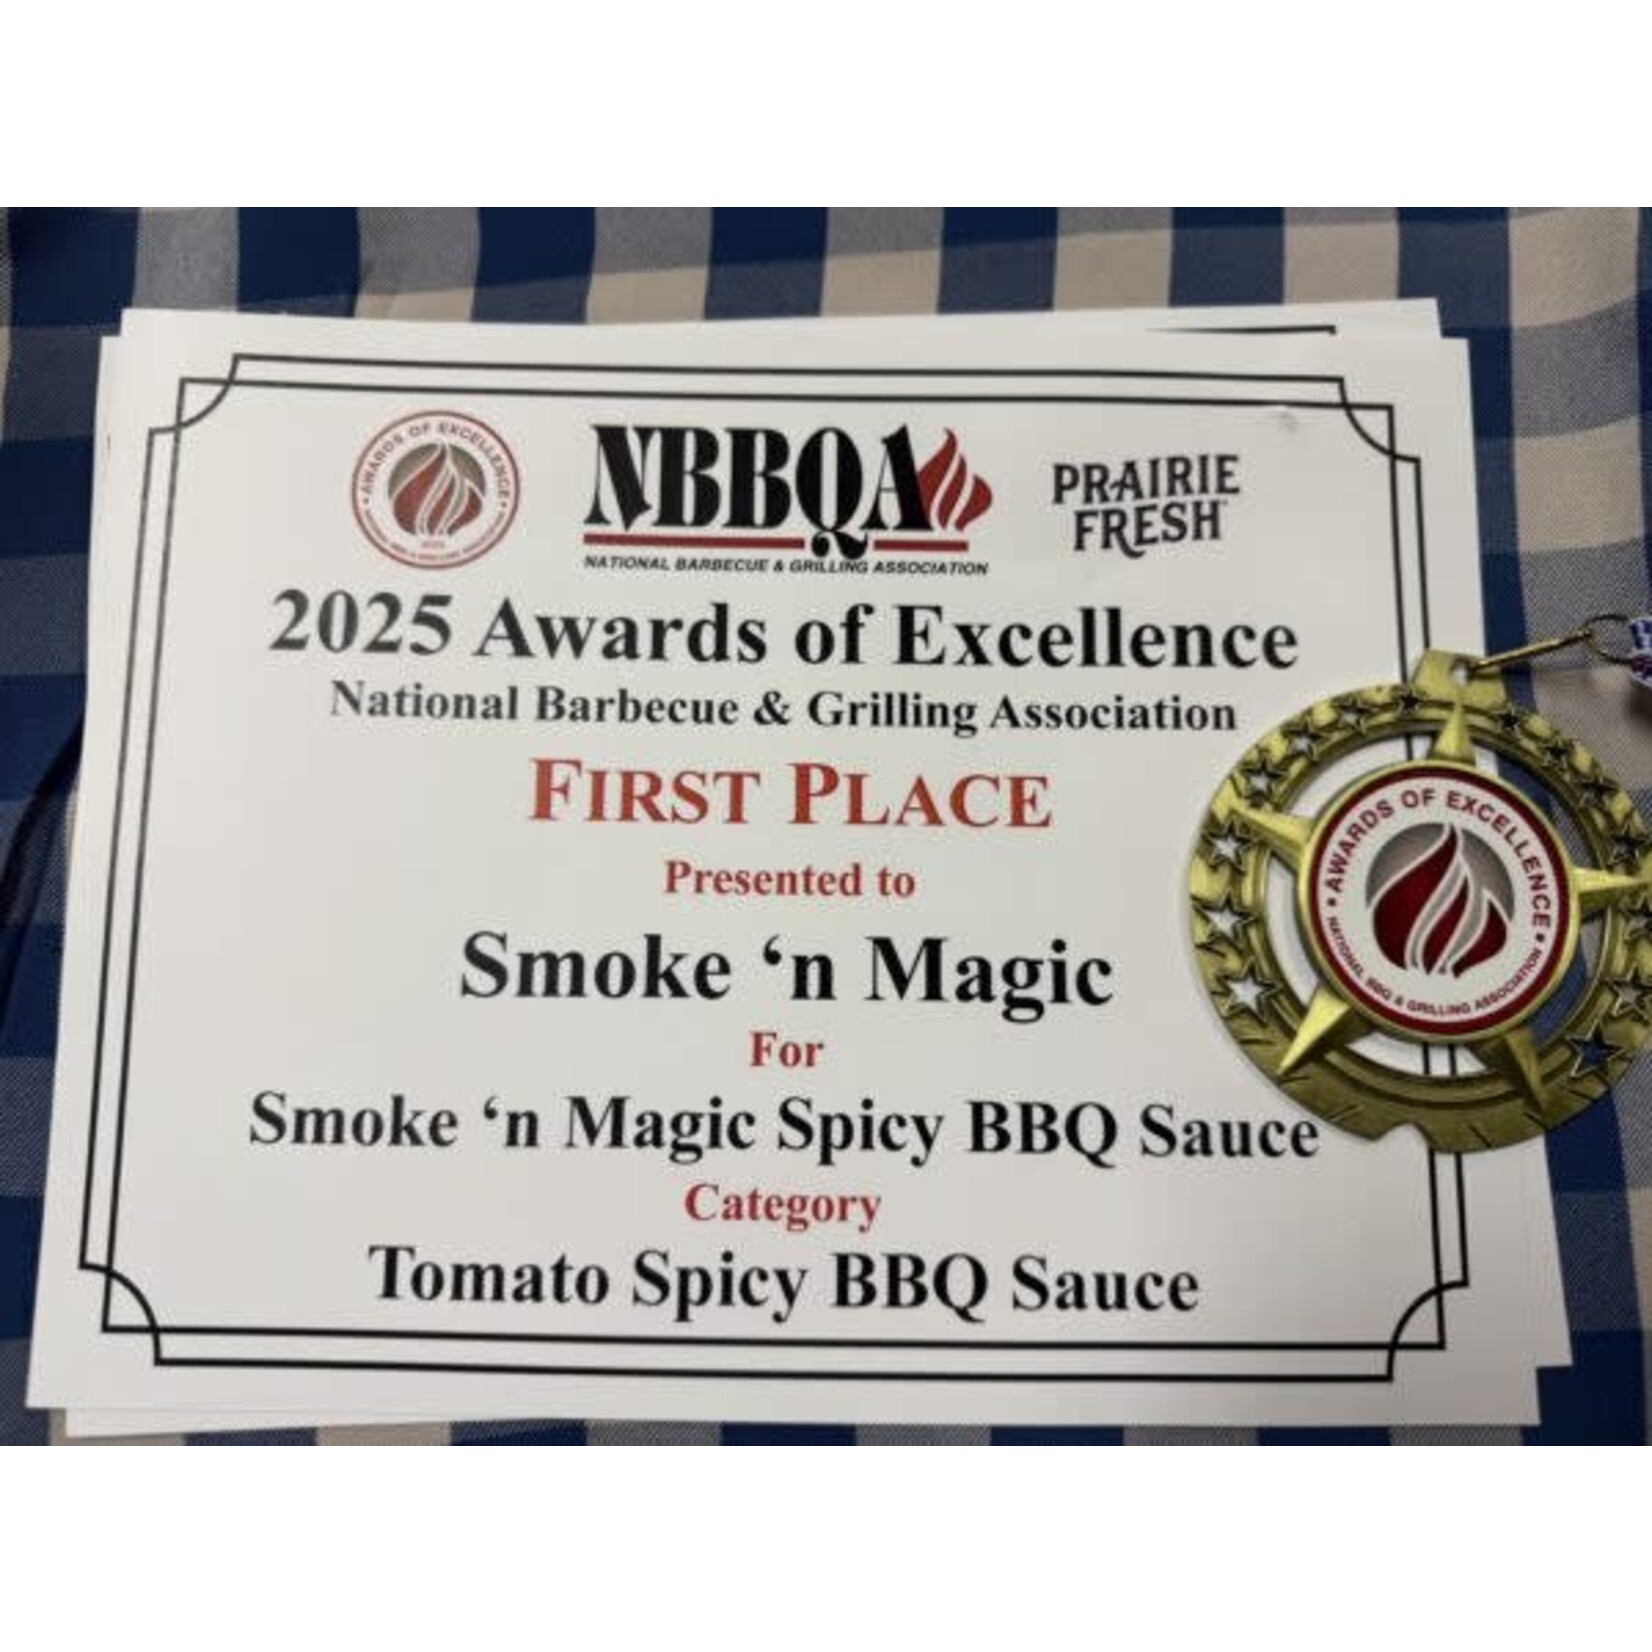 AWARDS OF EXCELLENCE
NBBQA
NATIONAL BARBECUE & GRILLING ASSOCIATION
PRAIRIE
FRESH
2025 Awards of Excellence
National Barbecue & Grilling Association
FIRST PLACE
Presented to
Smoke ‘n Magic
For
Smoke ‘n Magic Spicy BBQ Sauce
Category
Tomato Spicy BBQ Sauce
• AWARDS OF EXCELLENCE •
NATIONAL BBQ & GRILLING ASSOCIATION